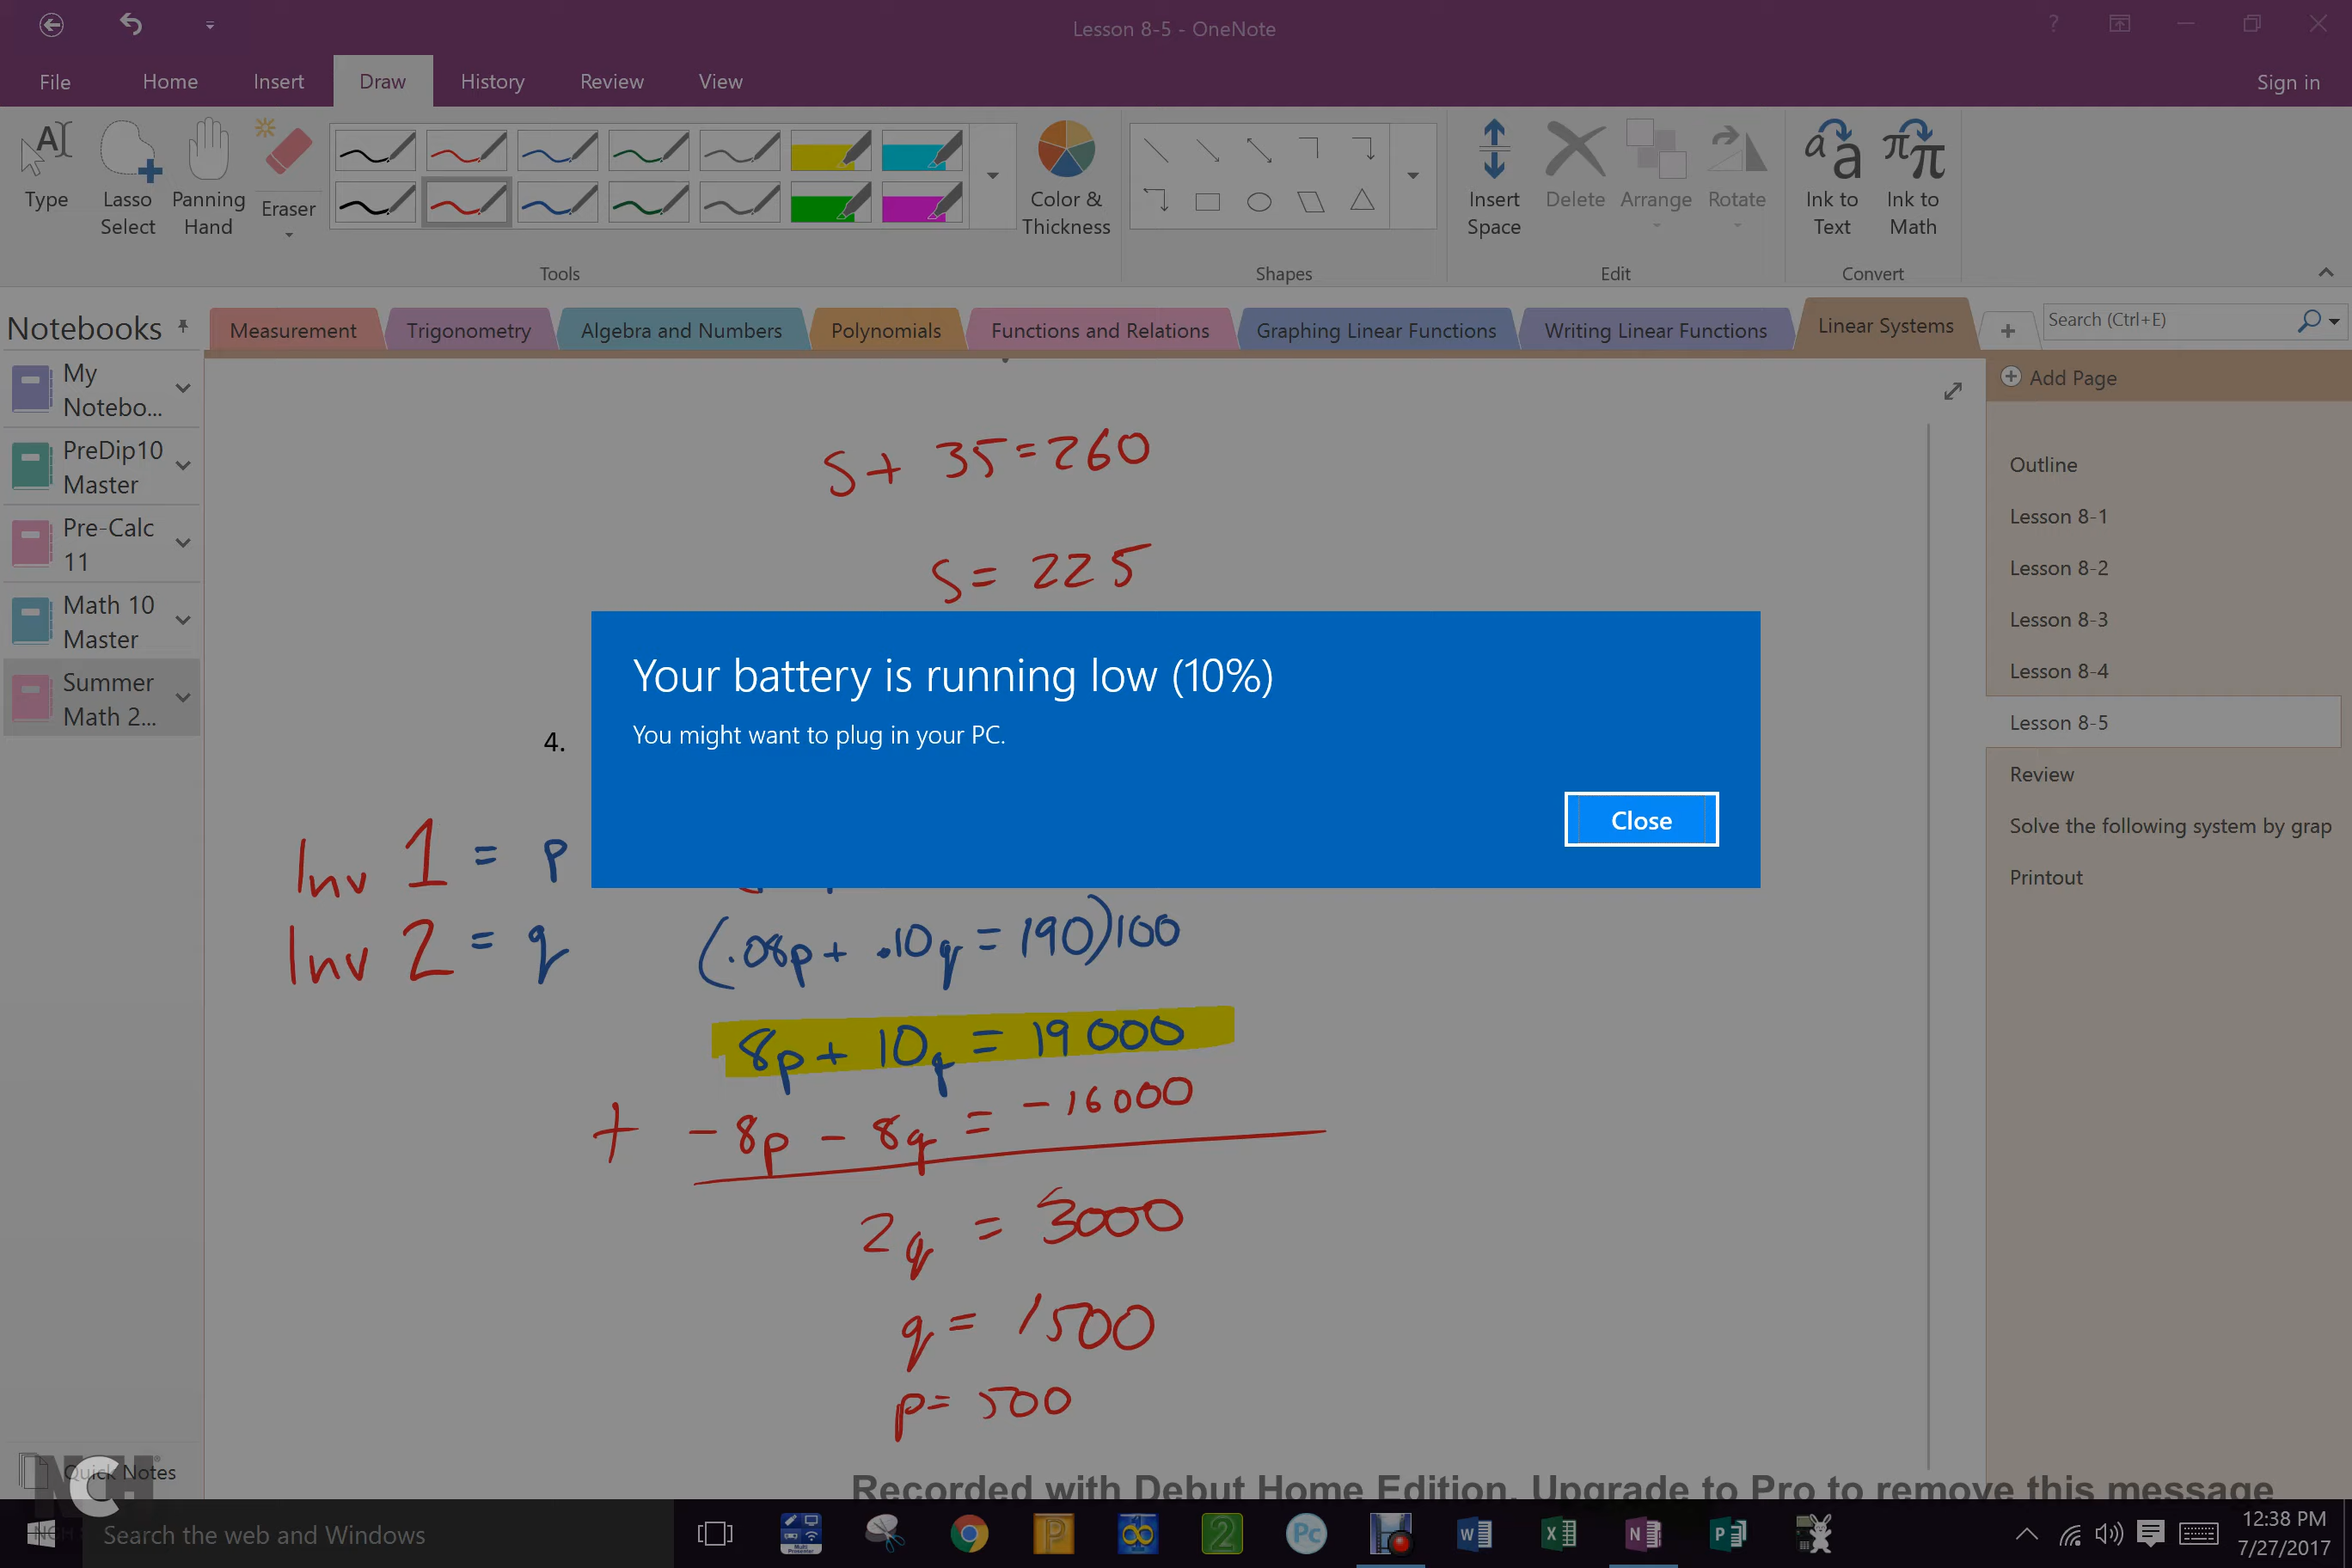 Lesson 8-5 - OneNote
File Home Insert Draw History Review View Sign in
Type
Lasso Select
Panning Hand
Eraser
Color & Thickness
Insert Space
Delete
Arrange
Rotate
Ink to Text
Ink to Math
Tools Shapes Edit Convert
Notebooks
Measurement Trigonometry Algebra and Numbers Polynomials Functions and Relations Graphing Linear Functions Writing Linear Functions Linear Systems
Search (Ctrl+E)
My Notebo...
PreDip10 Master
Pre-Calc 11
Math 10 Master
Summer Math 2...
Quick Notes
S + 35 = 260
S = 225
Your battery is running low (10%)
You might want to plug in your PC.
Close
4.
Inv 1 = p
Inv 2 = q
(.08p + .10q = 190)100
8p + 10q = 19000
+ -8p - 8q = -16000
2q = 3000
q = 1500
p = 500
Add Page
Outline
Lesson 8-1
Lesson 8-2
Lesson 8-3
Lesson 8-4
Lesson 8-5
Review
Solve the following system by grap
Printout
NCH
Recorded with Debut Home Edition. Upgrade to Pro to remove this message
Search the web and Windows
12:38 PM
7/27/2017